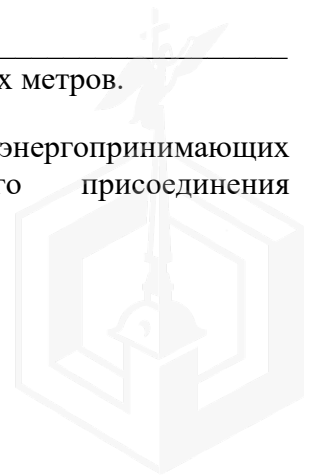 х метров.
энергопринимающих
го присоединения